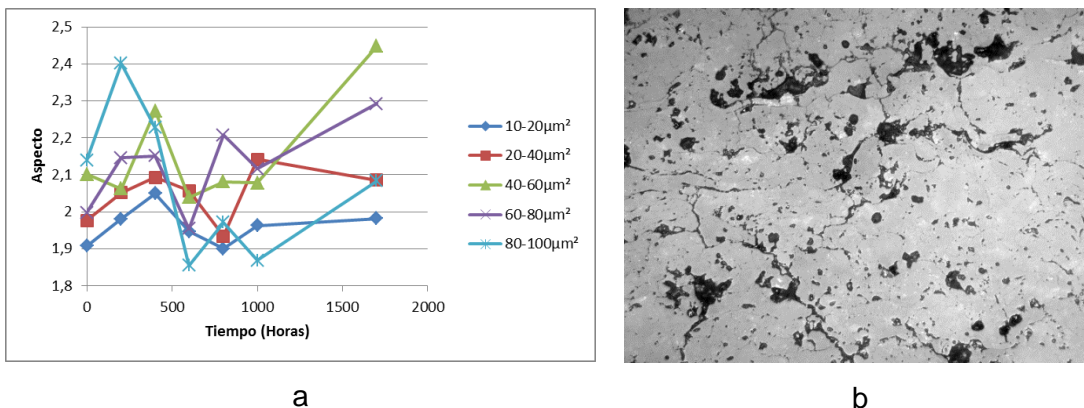 2,5
2,4
2,3
2,2
2,1
2
1,9
1,8
Aspecto
0
500
1000
1500
2000
Tiempo (Horas)
10-20µm²
20-40µm²
40-60µm²
60-80µm²
80-100µm²
a
b